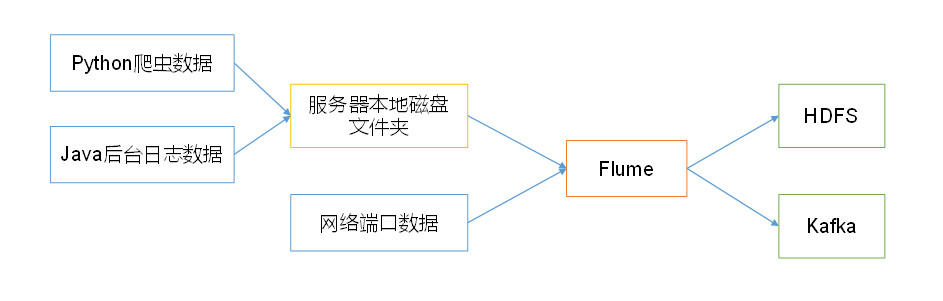 Python爬虫数据
Java后台日志数据
服务器本地磁盘
文件夹
网络端口数据
Flume
HDFS
Kafka